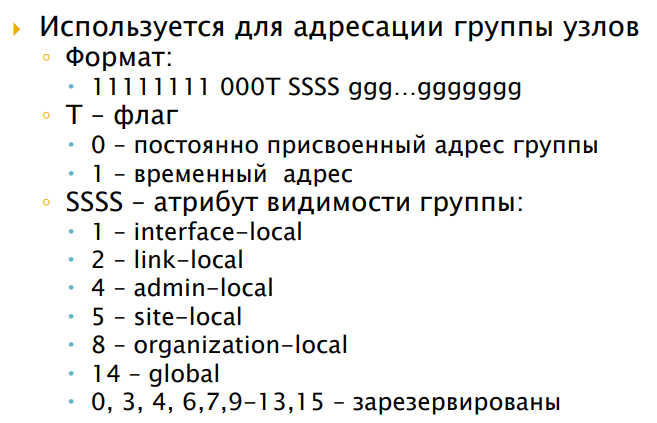 Используется для адресации группы узлов
Формат:
11111111 000T SSSS ggg…ggggggg
T – флаг
0 – постоянно присвоенный адрес группы
1 – временный адрес
SSSS – атрибут видимости группы:
1 – interface-local
2 – link-local
4 – admin-local
5 – site-local
8 – organization-local
14 – global
0, 3, 4, 6,7,9-13,15 – зарезервированы